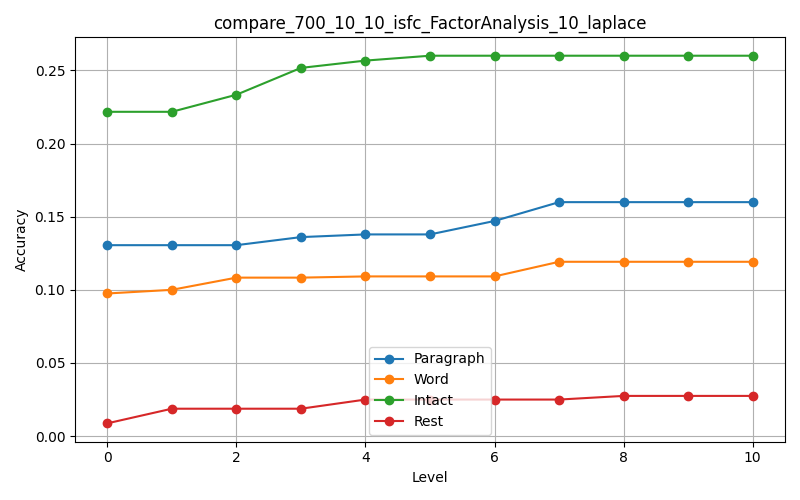 compare_700_10_10_isfc_FactorAnalysis_10_laplace
0.25
0.20
0.15
0.10
0.05
0.00
Accuracy
Paragraph
Word
Intact
Rest
0 2 4 6 8 10
Level